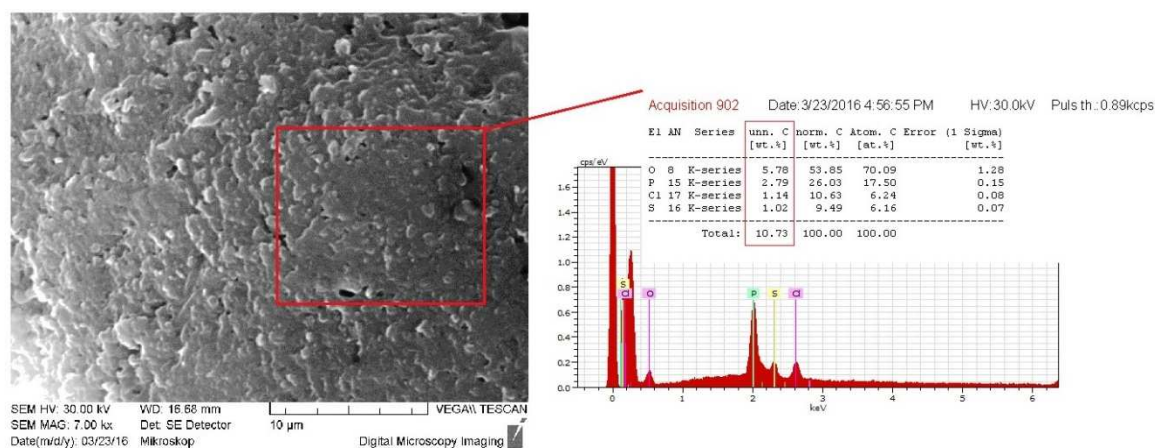 SEM HV: 30.00 kV WD: 16.68 mm VEGA\\ TESCAN
SEM MAG: 7.00 kx Det: SE Detector 10 µm
Date(m/d/y): 03/23/16 Mikroskop Digital Microscopy Imaging
Acquisition 902 Date:3/23/2016 4:56:55 PM HV:30.0kV Puls th.:0.89kcps
El AN Series unn. C norm. C Atom. C Error (1 Sigma)
[wt.%] [wt.%] [at.%] [wt.%]
O 8 K-series 5.78 53.85 70.09 1.28
P 15 K-series 2.79 26.03 17.50 0.15
Cl 17 K-series 1.14 10.63 6.24 0.08
S 16 K-series 1.02 9.49 6.16 0.07
Total: 10.73 100.00 100.00
cps/eV
1.6
1.4
1.2
1.0
0.8
0.6
0.4
0.2
0.0
S
Cl O P S Cl
0 1 2 3 4 5 6
keV